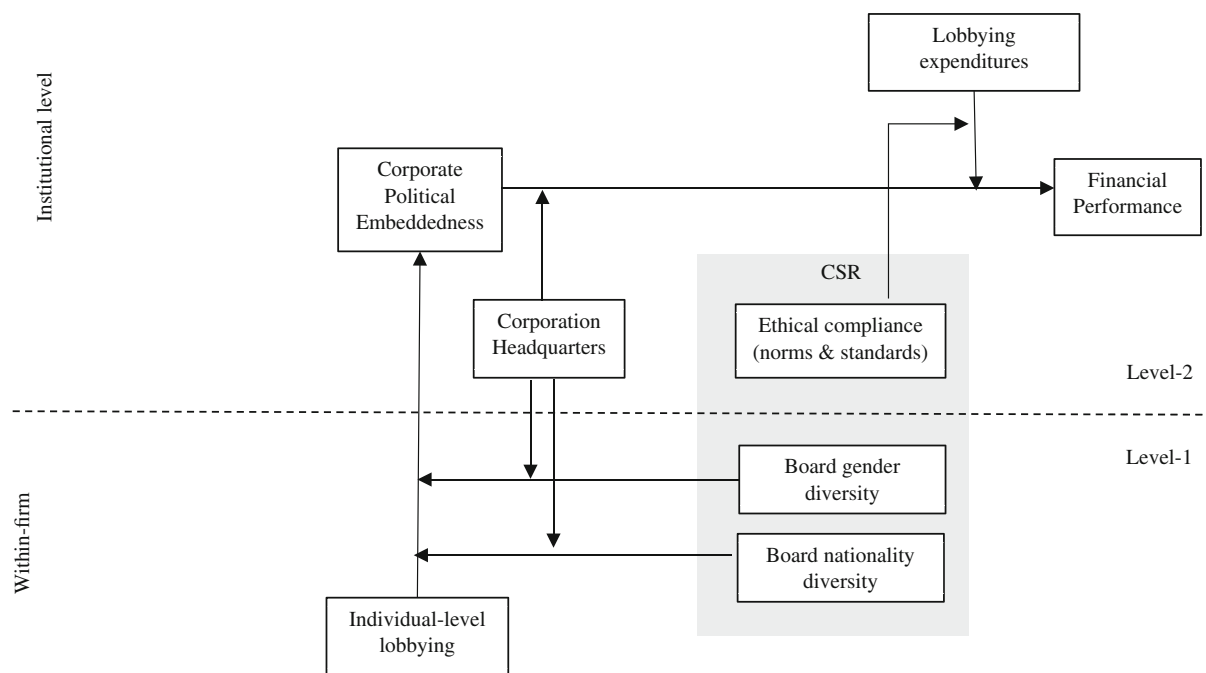 Institutional level
Lobbying
expenditures
Corporate
Political
Embeddedness
Financial
Performance
CSR
Corporation
Headquarters
Ethical compliance
(norms & standards)
Level-2
Level-1
Within-firm
Board gender
diversity
Board nationality
diversity
Individual-level
lobbying